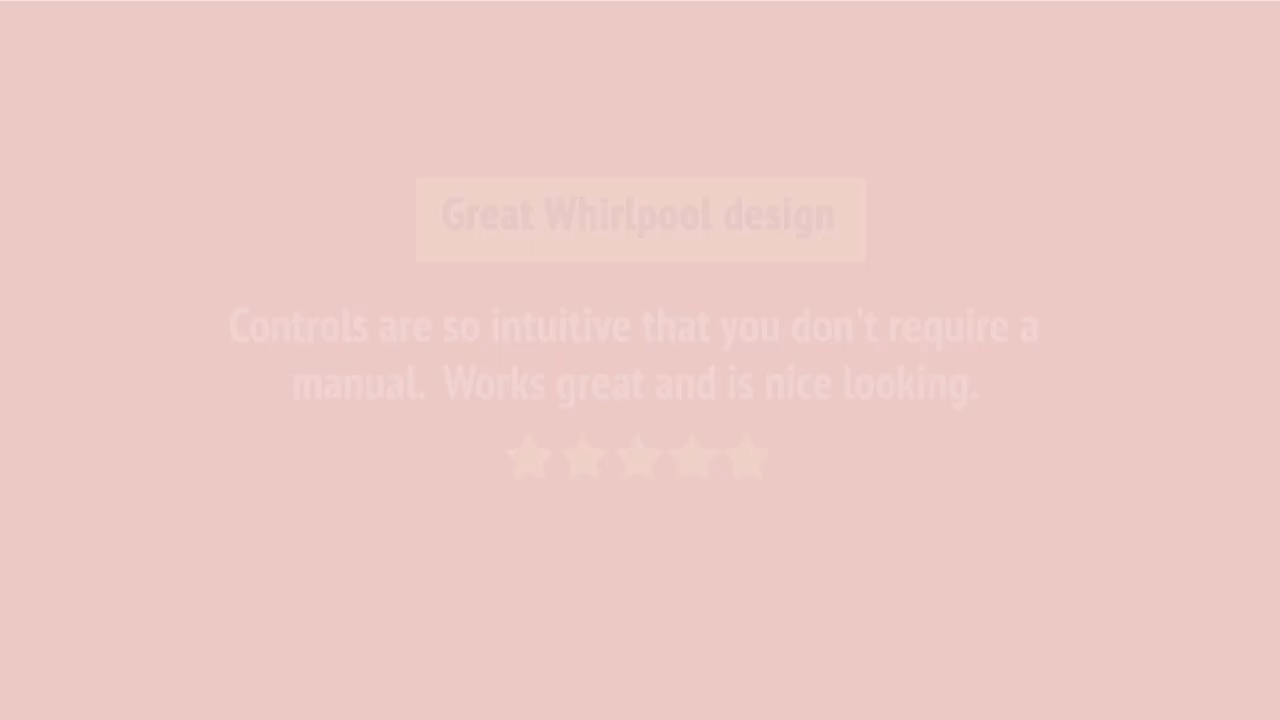 Great Whirlpool design
Controls are so intuitive that you don't require a
manual.  Works great and is nice looking.